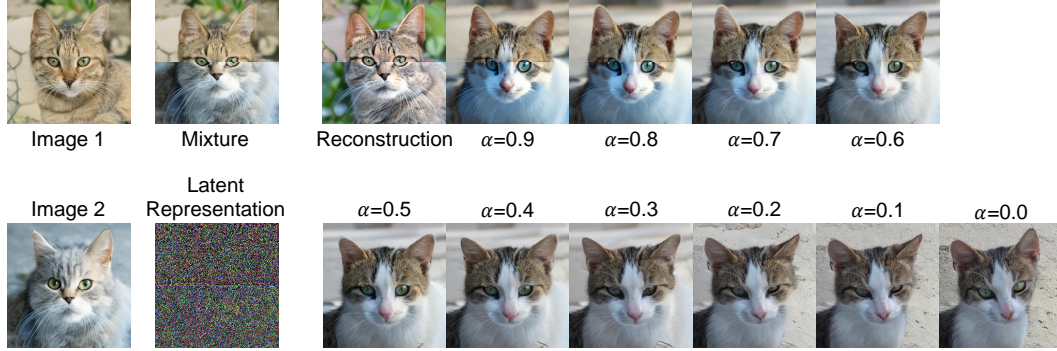 Image 1
Mixture
Reconstruction
𝛼=0.9
𝛼=0.8
𝛼=0.7
𝛼=0.6
Image 2
Latent
Representation
𝛼=0.5
𝛼=0.4
𝛼=0.3
𝛼=0.2
𝛼=0.1
𝛼=0.0